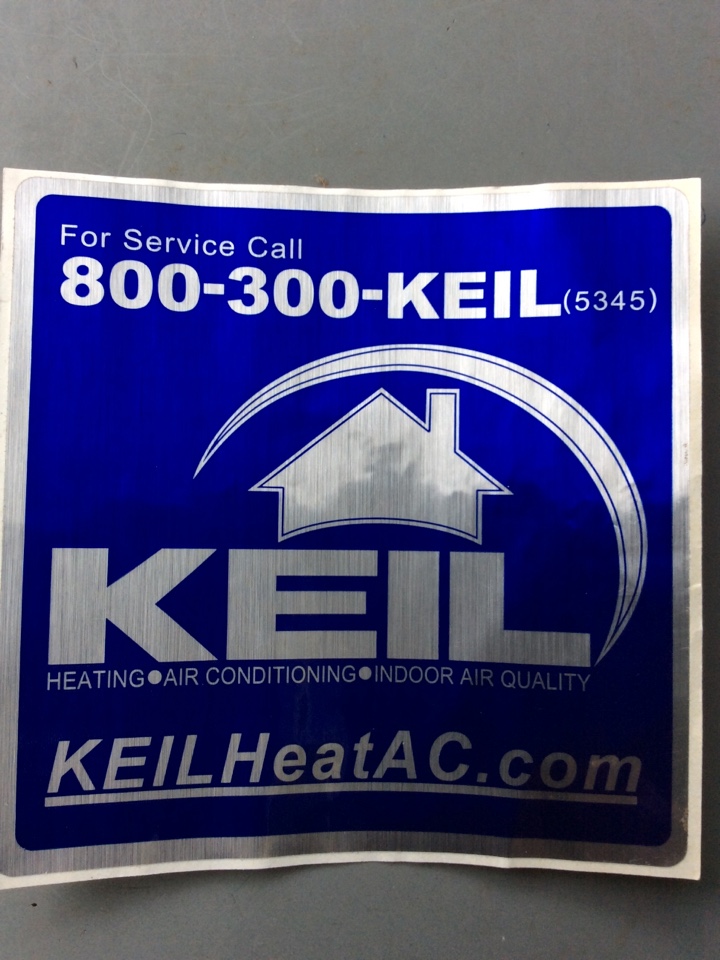 For Service Call
800-300-KEIL(5345)
KEIL
HEATING●AIR CONDITIONING●INDOOR AIR QUALITY
KEILHeatAC.com